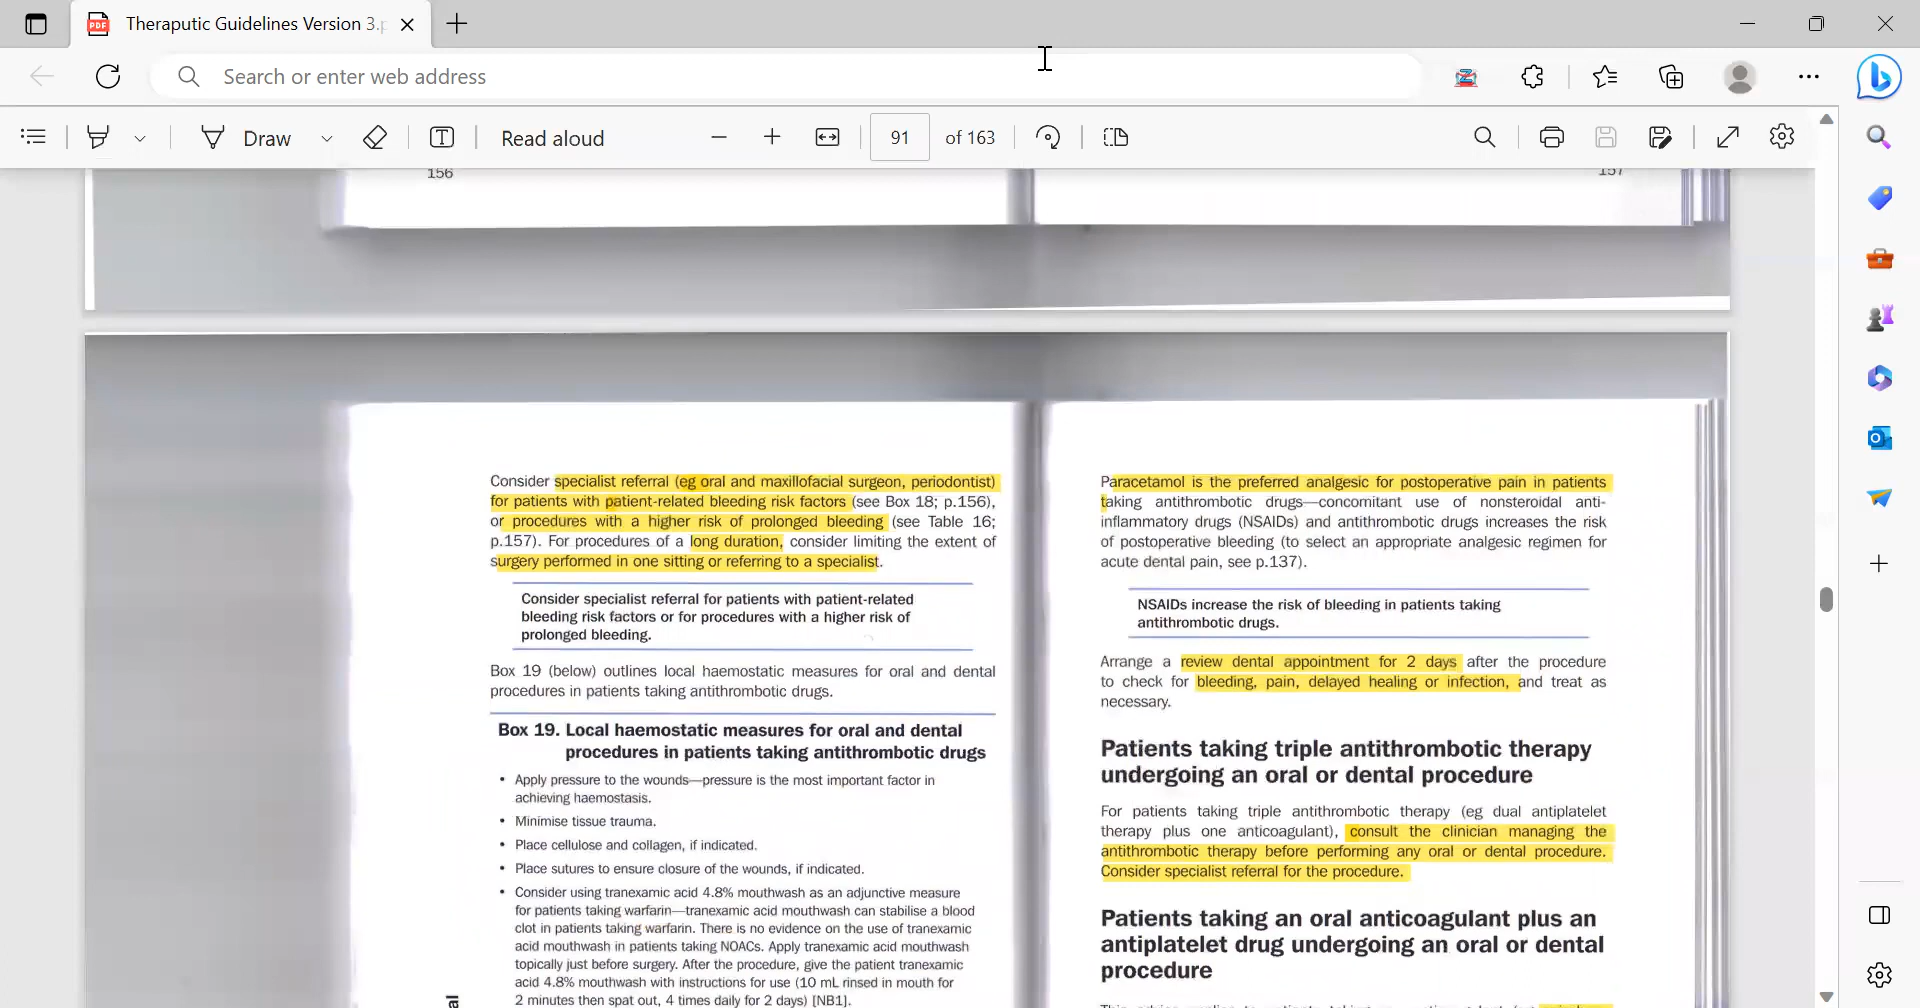 Theraputic Guidelines Version 3.p
Search or enter web address
Draw
Read aloud
91
of 163
156
157
Consider specialist referral (eg oral and maxillofacial surgeon, periodontist)
for patients with patient-related bleeding risk factors (see Box 18; p.156),
or procedures with a higher risk of prolonged bleeding (see Table 16;
p.157). For procedures of a long duration, consider limiting the extent of
surgery performed in one sitting or referring to a specialist.
Consider specialist referral for patients with patient-related
bleeding risk factors or for procedures with a higher risk of
prolonged bleeding.
Box 19 (below) outlines local haemostatic measures for oral and dental
procedures in patients taking antithrombotic drugs.
Box 19. Local haemostatic measures for oral and dental
procedures in patients taking antithrombotic drugs
• Apply pressure to the wounds—pressure is the most important factor in
achieving haemostasis.
• Minimise tissue trauma.
• Place cellulose and collagen, if indicated.
• Place sutures to ensure closure of the wounds, if indicated.
• Consider using tranexamic acid 4.8% mouthwash as an adjunctive measure
for patients taking warfarin—tranexamic acid mouthwash can stabilise a blood
clot in patients taking warfarin. There is no evidence on the use of tranexamic
acid mouthwash in patients taking NOACs. Apply tranexamic acid mouthwash
topically just before surgery. After the procedure, give the patient tranexamic
acid 4.8% mouthwash with instructions for use (10 mL rinsed in mouth for
2 minutes then spat out, 4 times daily for 2 days) [NB1].
Paracetamol is the preferred analgesic for postoperative pain in patients
taking antithrombotic drugs—concomitant use of nonsteroidal anti-
inflammatory drugs (NSAIDs) and antithrombotic drugs increases the risk
of postoperative bleeding (to select an appropriate analgesic regimen for
acute dental pain, see p.137).
NSAIDs increase the risk of bleeding in patients taking
antithrombotic drugs.
Arrange a review dental appointment for 2 days after the procedure
to check for bleeding, pain, delayed healing or infection, and treat as
necessary.
Patients taking triple antithrombotic therapy
undergoing an oral or dental procedure
For patients taking triple antithrombotic therapy (eg dual antiplatelet
therapy plus one anticoagulant), consult the clinician managing the
antithrombotic therapy before performing any oral or dental procedure.
Consider specialist referral for the procedure.
Patients taking an oral anticoagulant plus an
antiplatelet drug undergoing an oral or dental
procedure